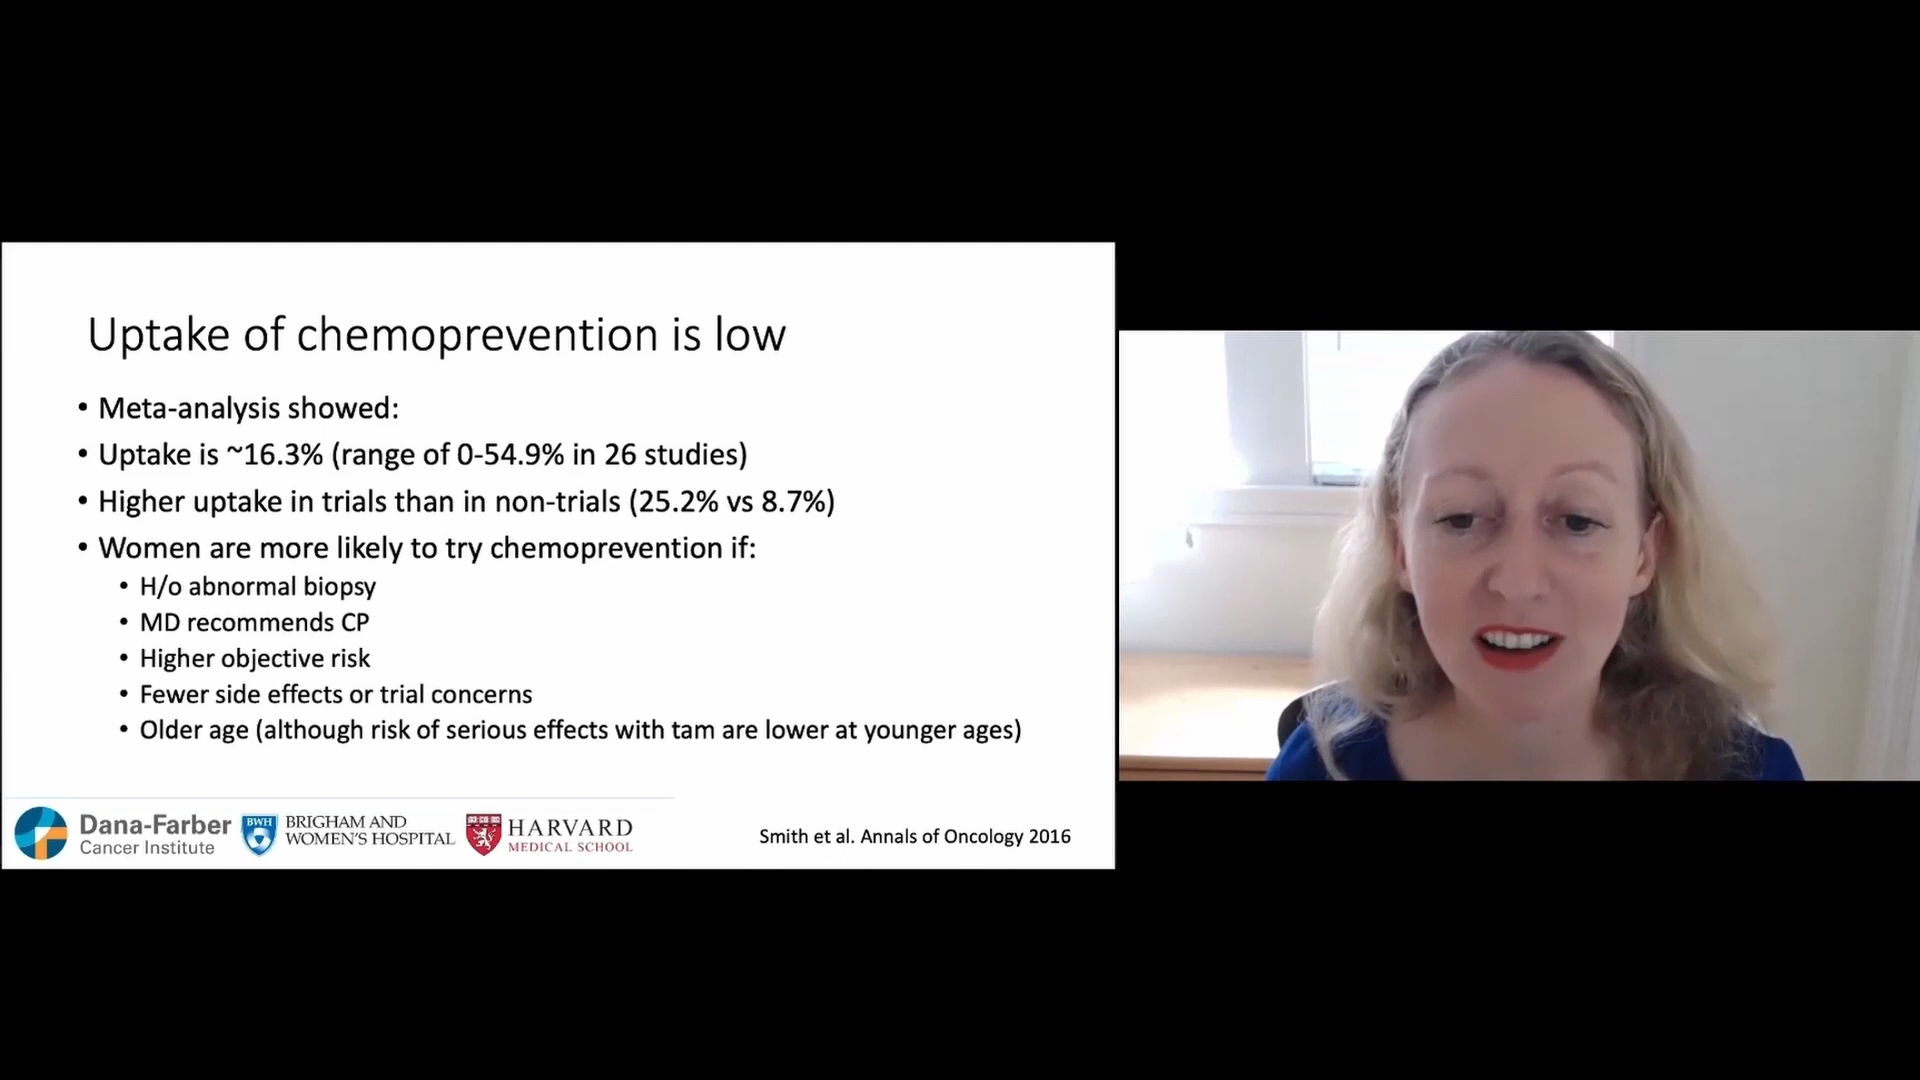 Uptake of chemoprevention is low
• Meta-analysis showed:
• Uptake is ~16.3% (range of 0-54.9% in 26 studies)
• Higher uptake in trials than in non-trials (25.2% vs 8.7%)
• Women are more likely to try chemoprevention if:
• H/o abnormal biopsy
• MD recommends CP
• Higher objective risk
• Fewer side effects or trial concerns
• Older age (although risk of serious effects with tam are lower at younger ages)
Dana-Farber
Cancer Institute
BWH
BRIGHAM AND
WOMEN'S HOSPITAL
HARVARD
MEDICAL SCHOOL
Smith et al. Annals of Oncology 2016